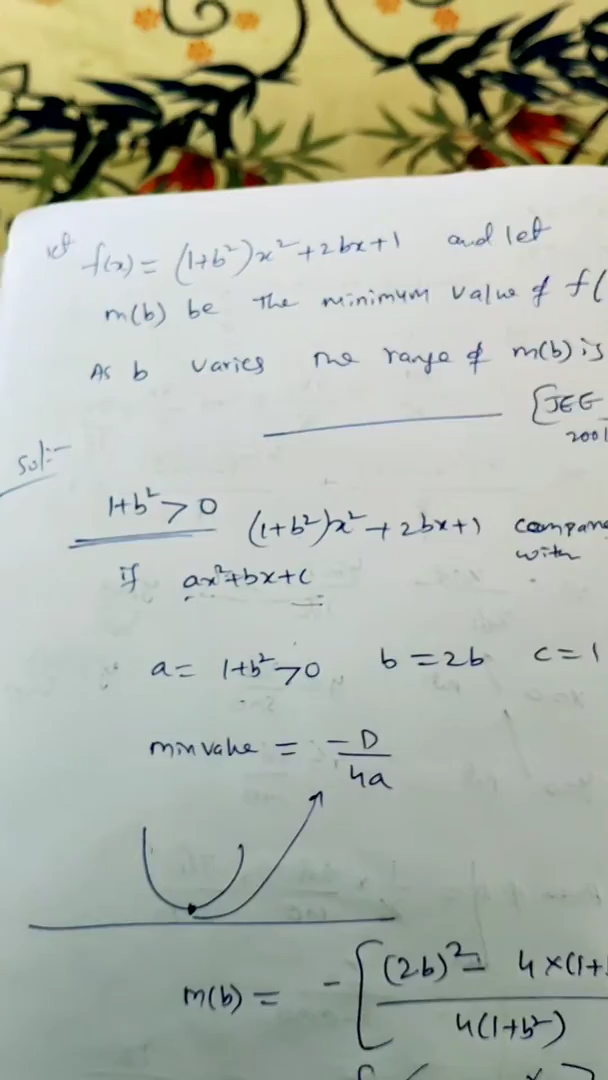 let f(x) = (1+b²)x² + 2bx+1 and let
m(b) be the minimum value of f(
As b varies the range of m(b) is
[JEE
2001
Sol:-
1+b² > 0 (1+b²)x² + 2bx+1 compare
with
if ax²+bx+c
a = 1+b² > 0 b = 2b c = 1
min value = -D/4a
m(b) = -[(2b)² - 4×(1+b / 4(1+b²)